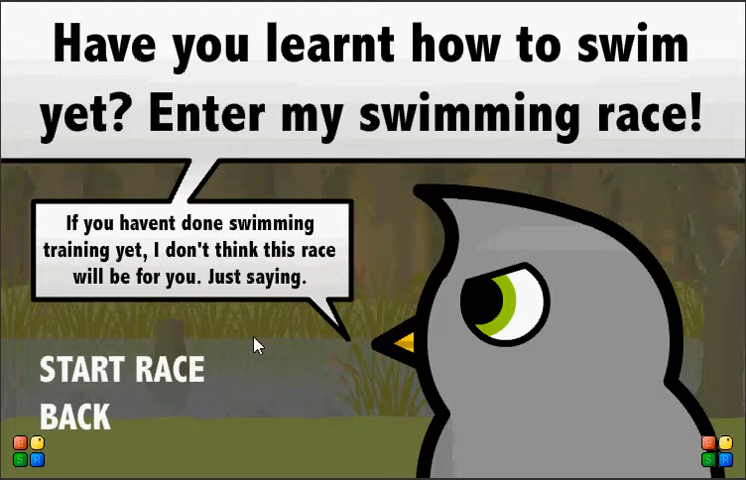 Have you learnt how to swim
yet? Enter my swimming race!
If you havent done swimming
training yet, I don't think this race
will be for you. Just saying.
START RACE
BACK